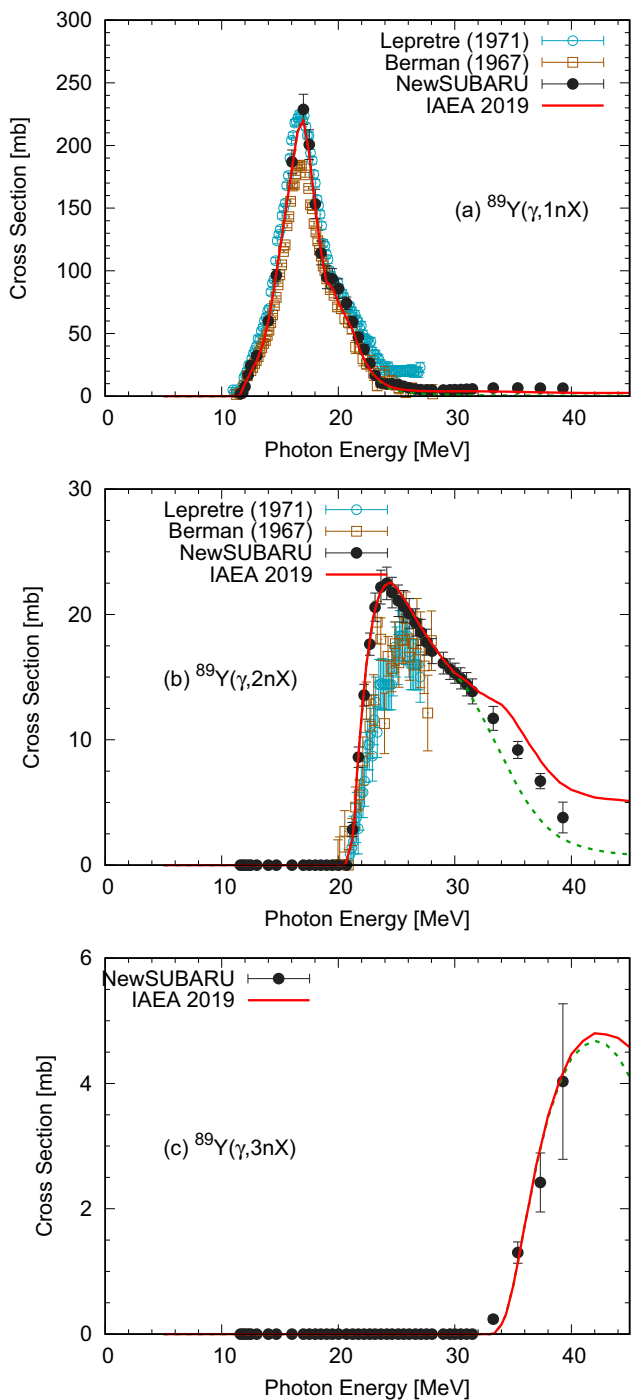 300
250
200
150
100
50
0
Cross Section [mb]
Lepretre (1971)
Berman (1967)
NewSUBARU
IAEA 2019
(a) ⁸⁹Y(γ,1nX)
0 10 20 30 40
Photon Energy [MeV]
30
20
10
0
Cross Section [mb]
Lepretre (1971)
Berman (1967)
NewSUBARU
IAEA 2019
(b) ⁸⁹Y(γ,2nX)
0 10 20 30 40
Photon Energy [MeV]
6
4
2
0
Cross Section [mb]
NewSUBARU
IAEA 2019
(c) ⁸⁹Y(γ,3nX)
0 10 20 30 40
Photon Energy [MeV]